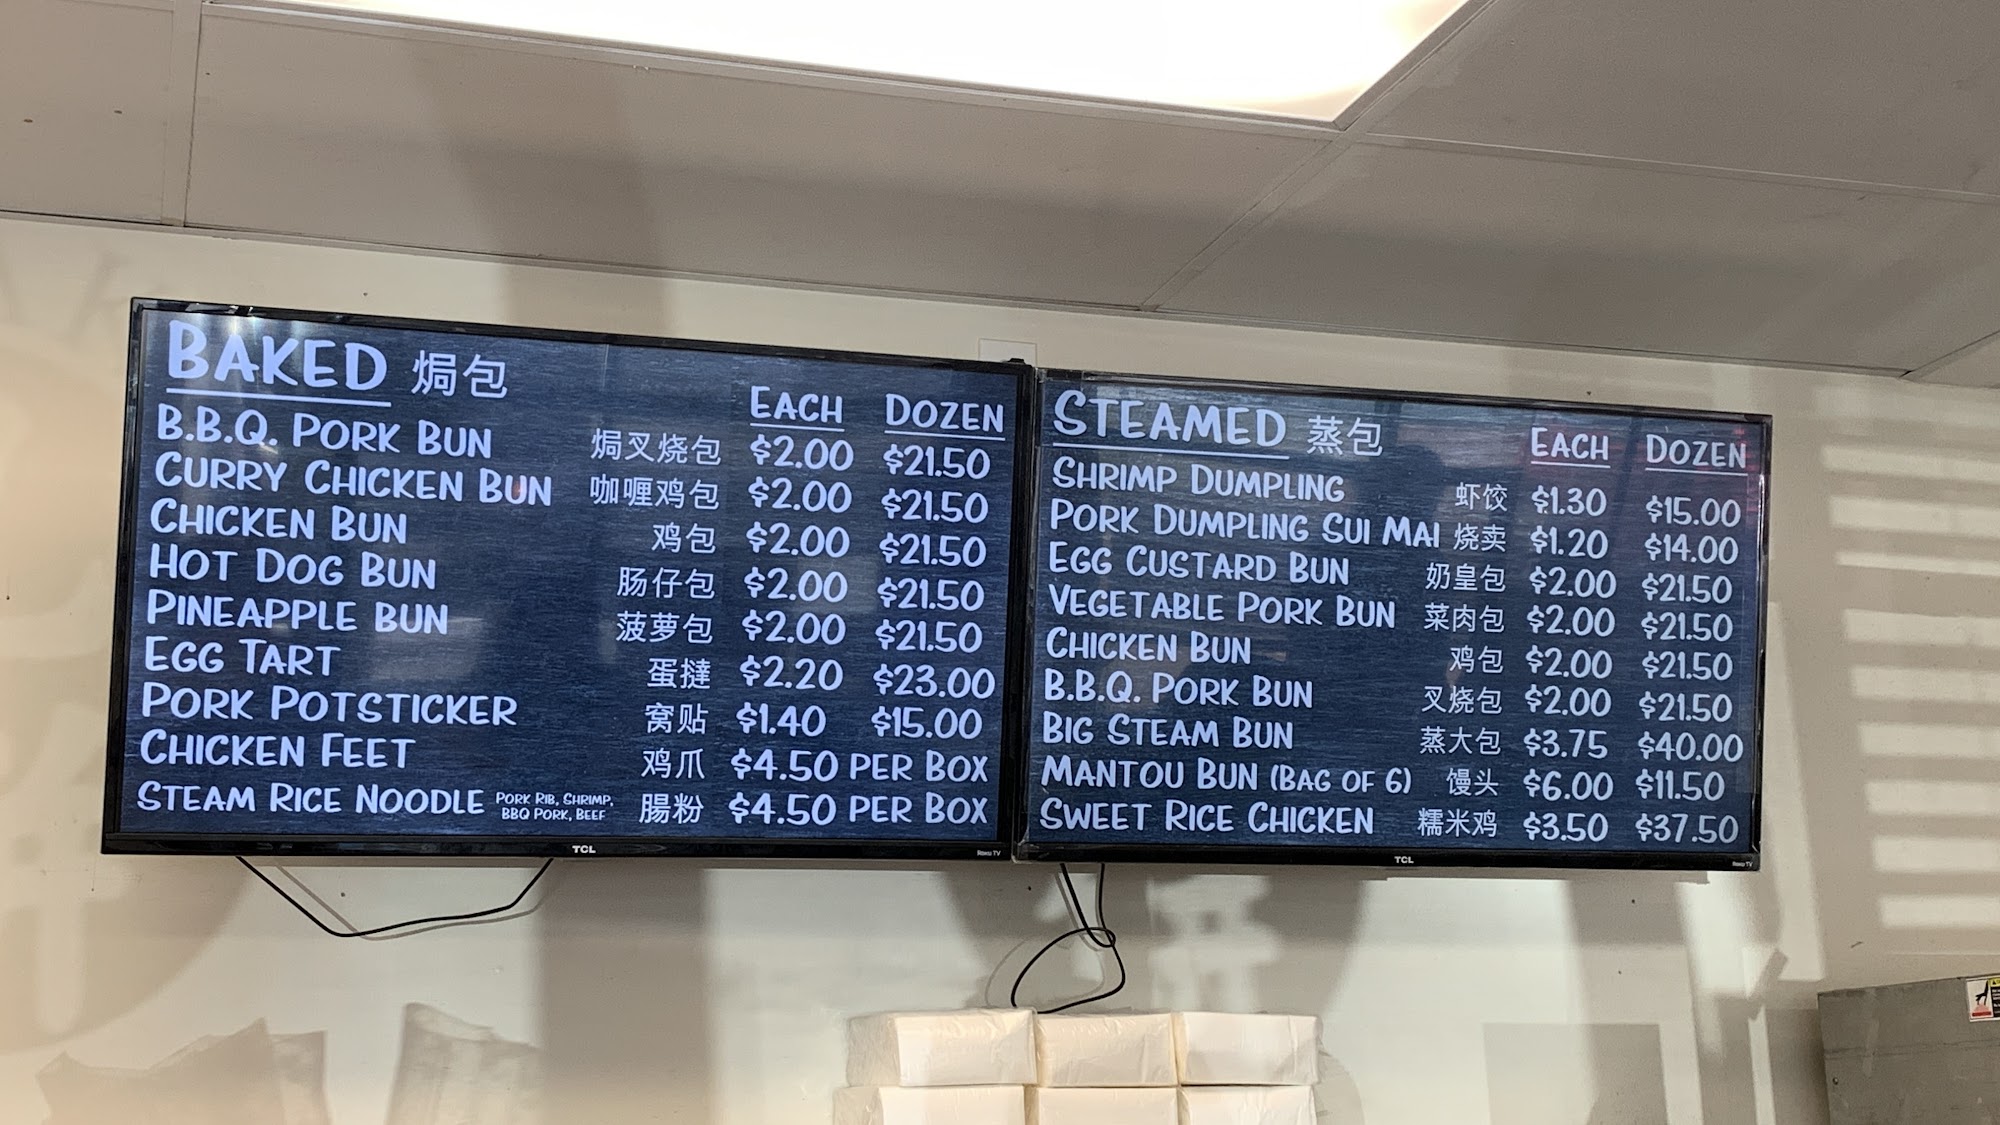 BAKED 焗包
EACH DOZEN
B.B.Q. PORK BUN 焗叉烧包 $2.00 $21.50
CURRY CHICKEN BUN 咖喱鸡包 $2.00 $21.50
CHICKEN BUN 鸡包 $2.00 $21.50
HOT DOG BUN 肠仔包 $2.00 $21.50
PINEAPPLE BUN 菠萝包 $2.00 $21.50
EGG TART 蛋撻 $2.20 $23.00
PORK POTSTICKER 窝贴 $1.40 $15.00
CHICKEN FEET 鸡爪 $4.50 PER BOX
STEAM RICE NOODLE PORK RIB, SHRIMP, BBQ PORK, BEEF 腸粉 $4.50 PER BOX
TCL
Roku TV
STEAMED 蒸包
EACH DOZEN
SHRIMP DUMPLING 虾饺 $1.30 $15.00
PORK DUMPLING SUI MAI 烧卖 $1.20 $14.00
EGG CUSTARD BUN 奶皇包 $2.00 $21.50
VEGETABLE PORK BUN 菜肉包 $2.00 $21.50
CHICKEN BUN 鸡包 $2.00 $21.50
B.B.Q. PORK BUN 叉烧包 $2.00 $21.50
BIG STEAM BUN 蒸大包 $3.75 $40.00
MANTOU BUN (BAG OF 6) 馒头 $6.00 $11.50
SWEET RICE CHICKEN 糯米鸡 $3.50 $37.50
TCL
Roku TV